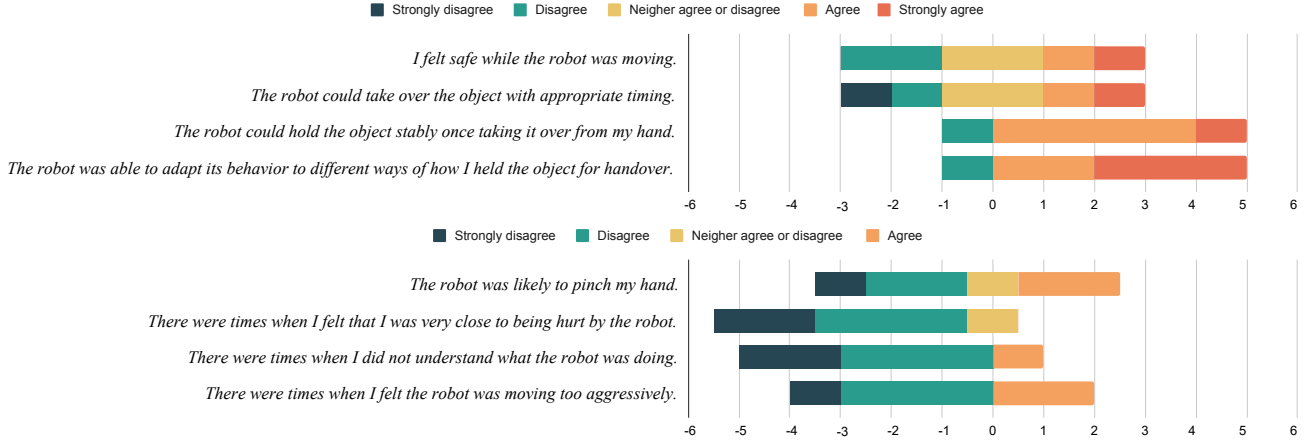 Strongly disagree Disagree Neigher agree or disagree Agree Strongly agree
I felt safe while the robot was moving.
The robot could take over the object with appropriate timing.
The robot could hold the object stably once taking it over from my hand.
The robot was able to adapt its behavior to different ways of how I held the object for handover.
-6 -5 -4 -3 -2 -1 0 1 2 3 4 5 6
Strongly disagree Disagree Neigher agree or disagree Agree
The robot was likely to pinch my hand.
There were times when I felt that I was very close to being hurt by the robot.
There were times when I did not understand what the robot was doing.
There were times when I felt the robot was moving too aggressively.
-6 -5 -4 -3 -2 -1 0 1 2 3 4 5 6